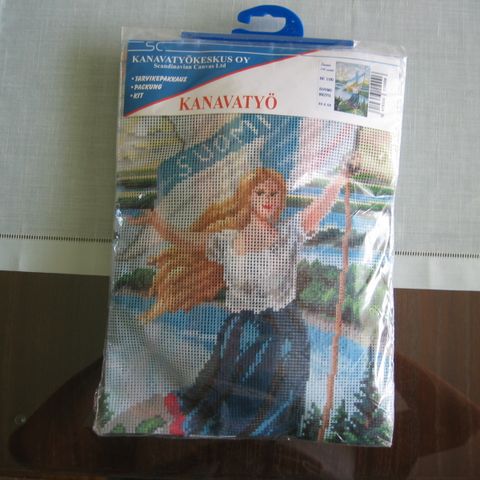 SC
KANAVATYÖKESKUS OY
Scandinavian Canvas Ltd
• TARVIKEPAKKAUS
• PACKUNG
• KIT
KANAVATYÖ
SUOMI